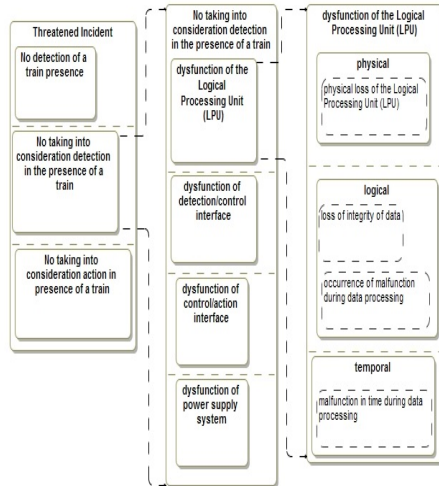 Threatened Incident
No detection of a
train presence
No taking into
consideration detection
in the presence of a
train
No taking into
consideration action in
presence of a train
No taking into
consideration detection
in the presence of a train
dysfunction of the
Logical
Processing Unit
(LPU)
dysfunction of
detection/control
interface
dysfunction of
control/action
interface
dysfunction of
power supply
system
dysfunction of the Logical
Processing Unit (LPU)
physical
physical loss of the Logical
Processing Unit (LPU)
logical
loss of integrity of data
occurrence of malfunction
during data processing
temporal
malfunction in time during data
processing